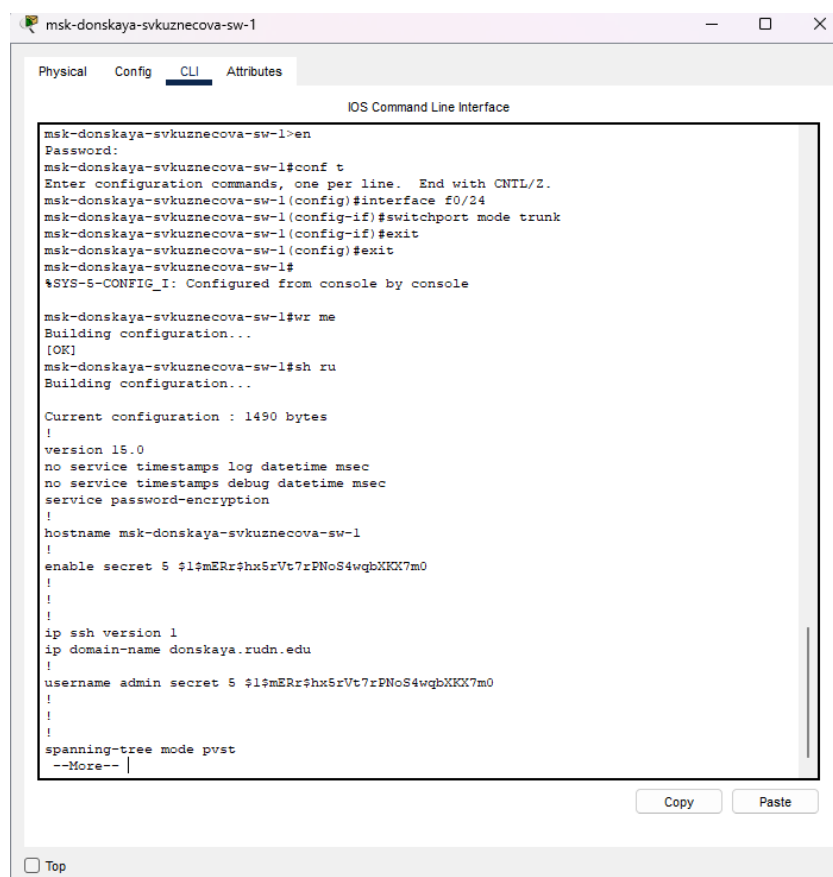 msk-donskaya-svkuznecova-sw-1
Physical Config CLI Attributes
IOS Command Line Interface
msk-donskaya-svkuznecova-sw-1>en
Password:
msk-donskaya-svkuznecova-sw-1#conf t
Enter configuration commands, one per line.  End with CNTL/Z.
msk-donskaya-svkuznecova-sw-1(config)#interface f0/24
msk-donskaya-svkuznecova-sw-1(config-if)#switchport mode trunk
msk-donskaya-svkuznecova-sw-1(config-if)#exit
msk-donskaya-svkuznecova-sw-1(config)#exit
msk-donskaya-svkuznecova-sw-1#
%SYS-5-CONFIG_I: Configured from console by console
msk-donskaya-svkuznecova-sw-1#wr me
Building configuration...
[OK]
msk-donskaya-svkuznecova-sw-1#sh ru
Building configuration...
Current configuration : 1490 bytes
!
version 15.0
no service timestamps log datetime msec
no service timestamps debug datetime msec
service password-encryption
!
hostname msk-donskaya-svkuznecova-sw-1
!
enable secret 5 $1$mERr$hx5rVt7rPNoS4wqbXKX7m0
!
!
!
ip ssh version 1
ip domain-name donskaya.rudn.edu
!
username admin secret 5 $1$mERr$hx5rVt7rPNoS4wqbXKX7m0
!
!
!
spanning-tree mode pvst
--More--
Copy Paste
Top